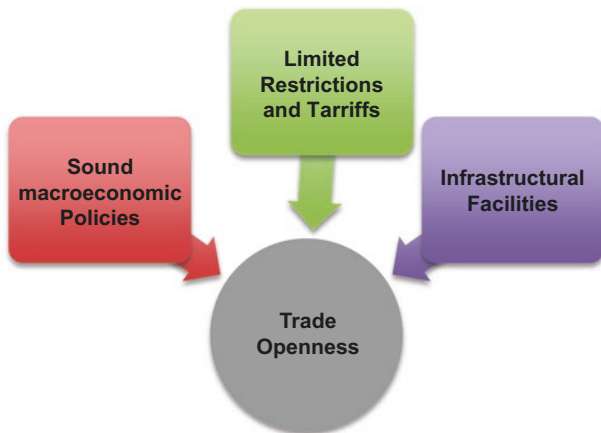 Limited
Restrictions
and Tarriffs
Sound
macroeconomic
Policies
Infrastructural
Facilities
Trade
Openness